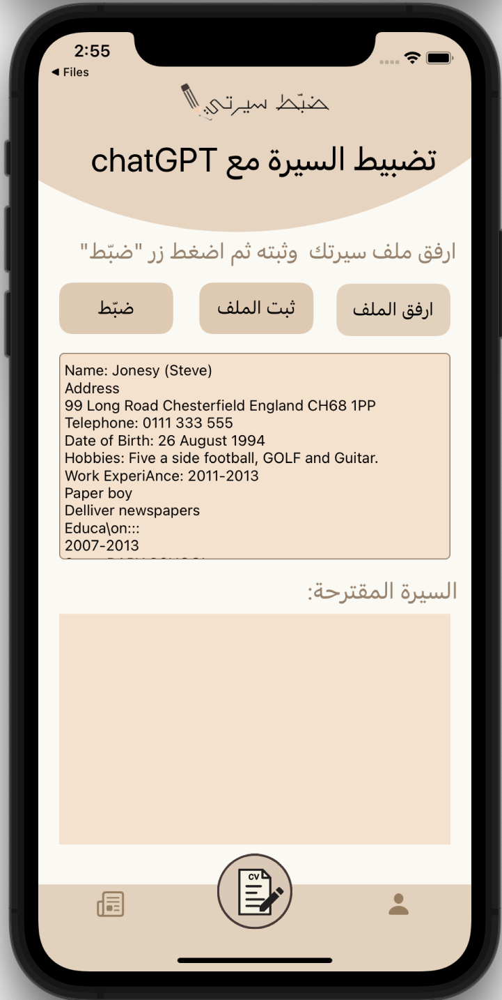 2:55
◀ Files
ضبّط سيرتي
تضبيط السيرة مع chatGPT
ارفق ملف سيرتك وثبته ثم اضغط زر "ضبّط"
ارفق الملف
ثبت الملف
ضبّط
Name: Jonesy (Steve)
Address
99 Long Road Chesterfield England CH68 1PP
Telephone: 0111 333 555
Date of Birth: 26 August 1994
Hobbies: Five a side football, GOLF and Guitar.
Work ExperiAnce: 2011-2013
Paper boy
Delliver newspapers
Educa\on:::
2007-2013
السيرة المقترحة:
CV